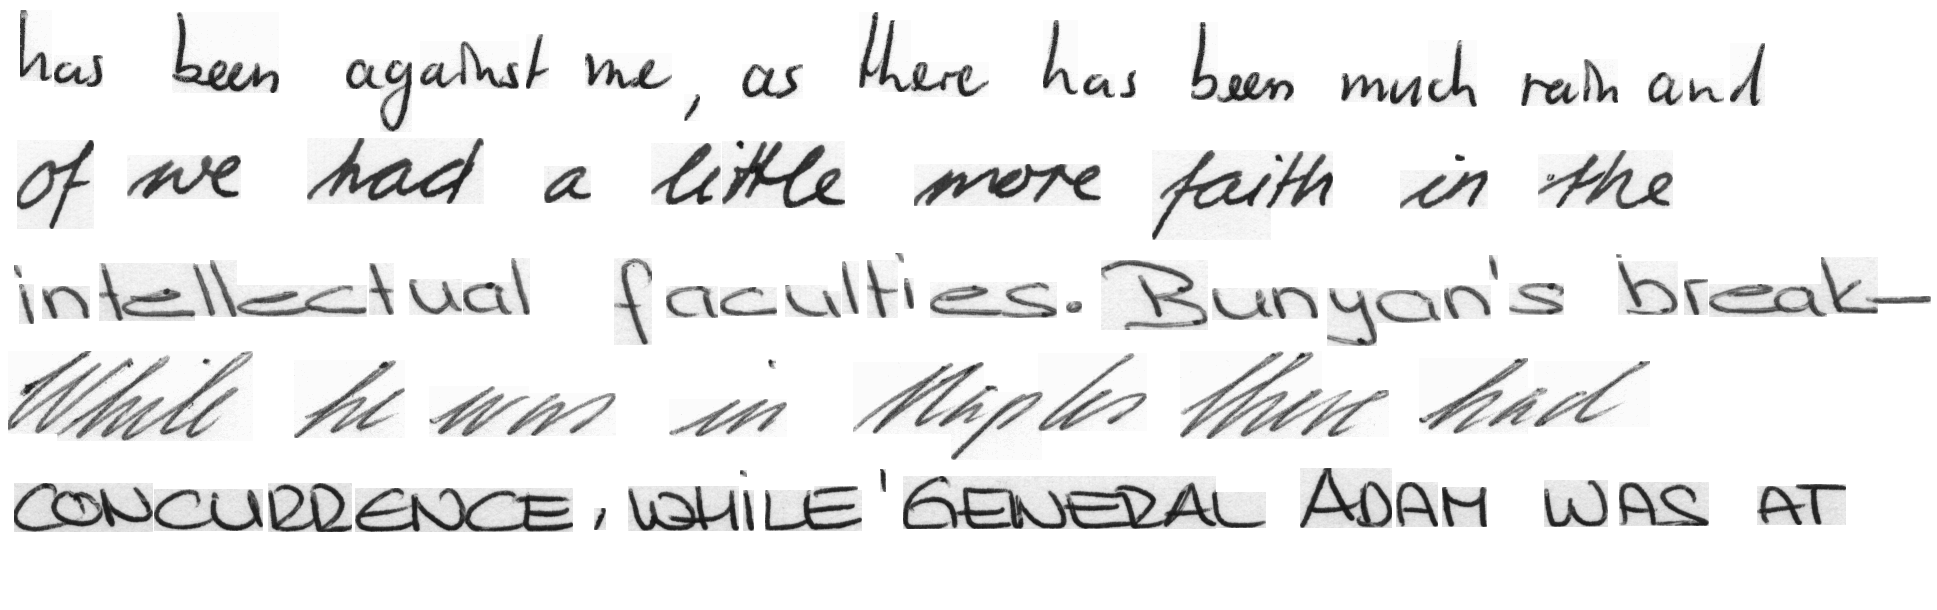 has been against me, as there has been much rain and
of we had a little more faith in the
intellectual faculties. Bunyan's break-
While he was in Naples there had
CONCURRENCE, WHILE 'GENERAL ADAM WAS AT